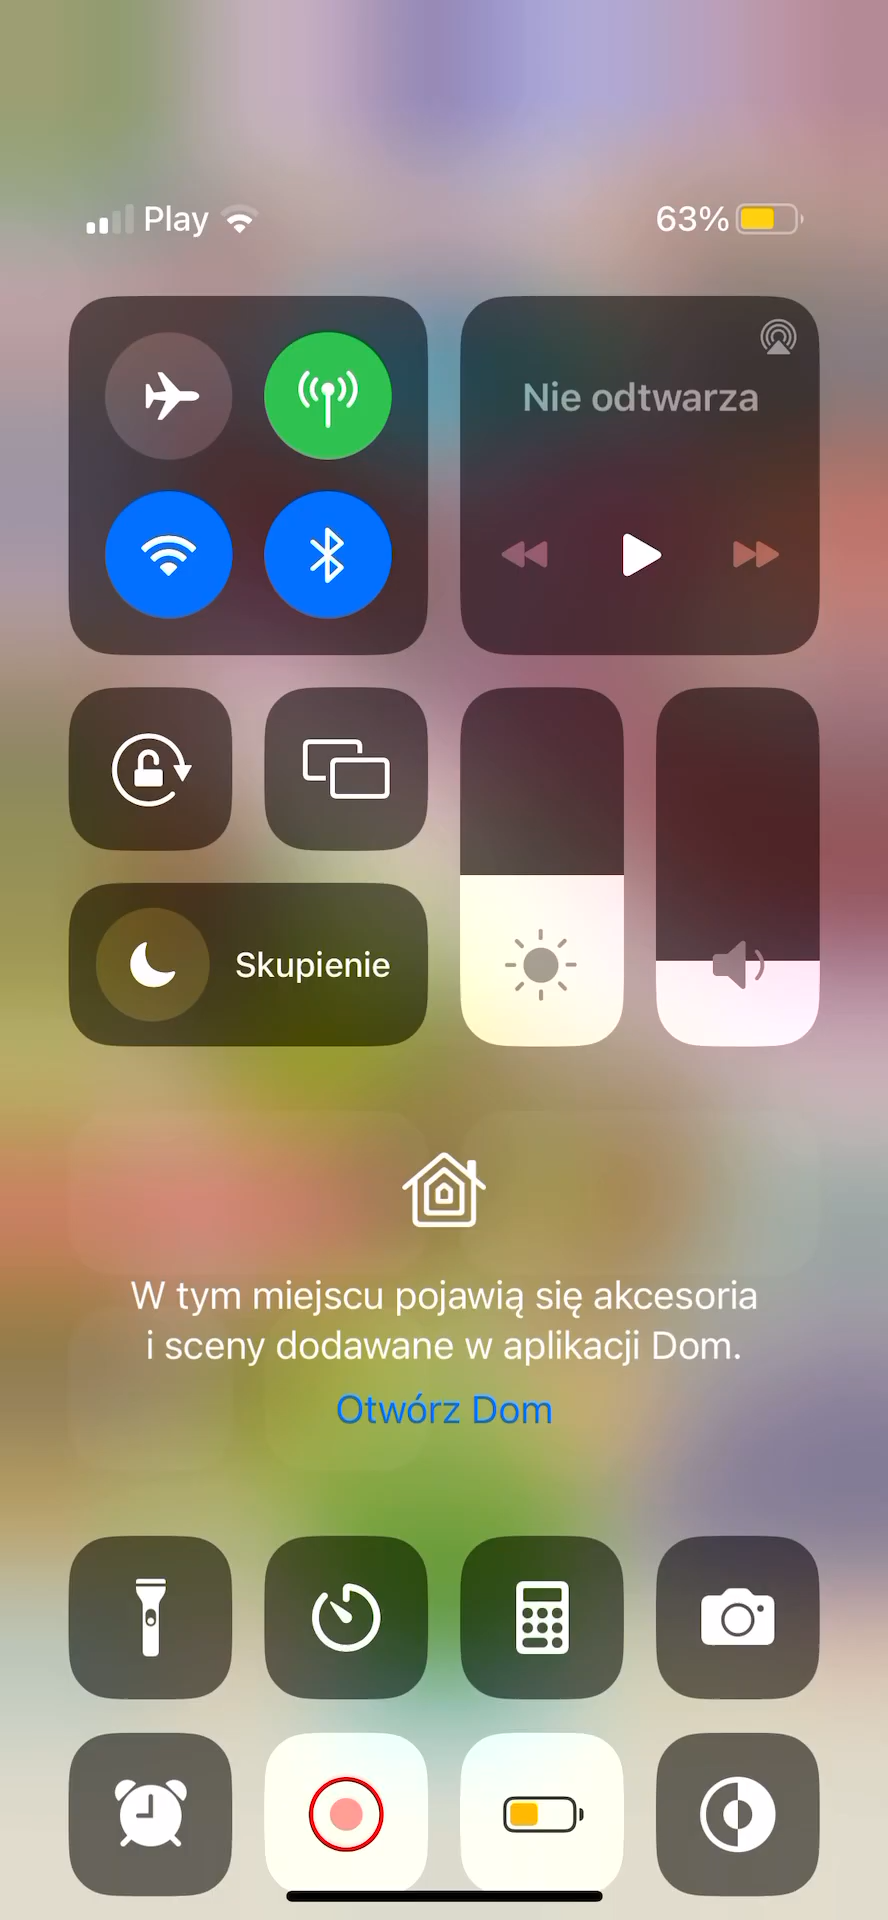 Play 63%
Nie odtwarza
Skupienie
W tym miejscu pojawią się akcesoria
i sceny dodawane w aplikacji Dom.
Otwórz Dom